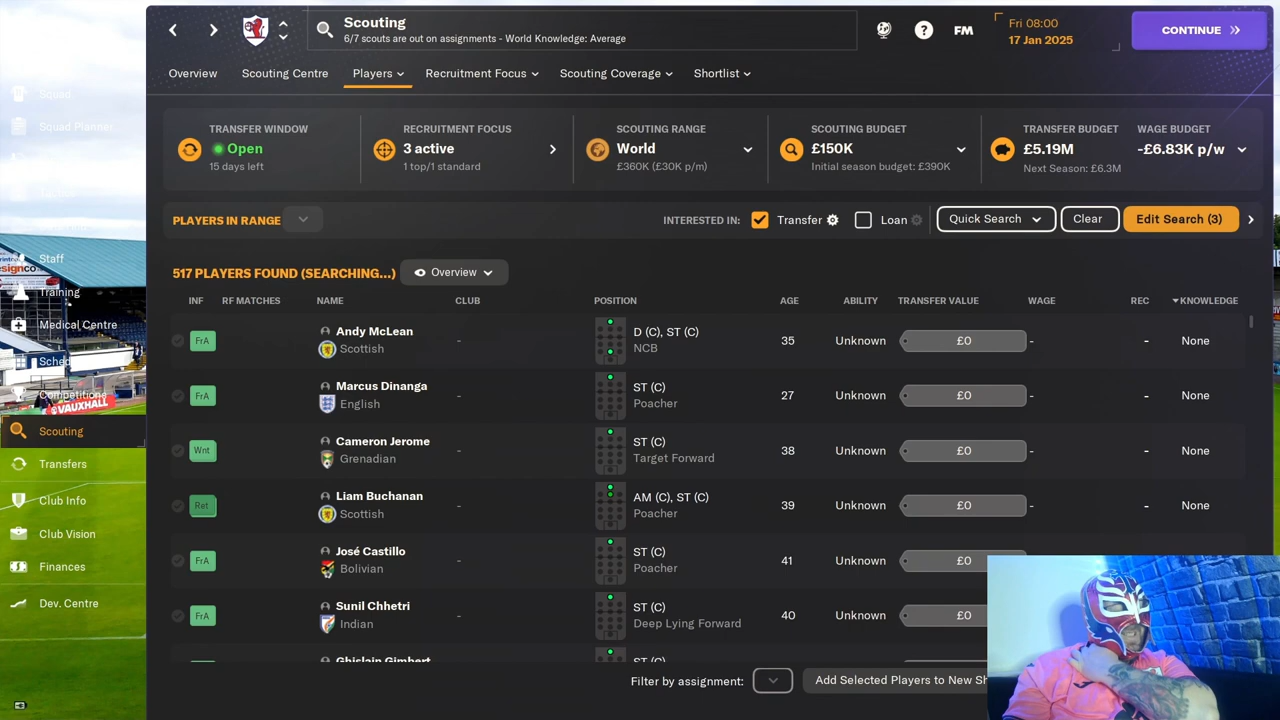 Scouting
6/7 scouts are out on assignments - World Knowledge: Average
FM
Fri 08:00
17 Jan 2025
CONTINUE
Overview
Scouting Centre
Players
Recruitment Focus
Scouting Coverage
Shortlist
Squad
Squad Planner
Staff
Training
Medical Centre
Sched
Competitions
VAUXHALL
Scouting
Transfers
Club Info
Club Vision
Finances
Dev. Centre
TRANSFER WINDOW
Open
15 days left
RECRUITMENT FOCUS
3 active
1 top/1 standard
SCOUTING RANGE
World
£360K (£30K p/m)
SCOUTING BUDGET
£150K
Initial season budget: £390K
TRANSFER BUDGET
£5.19M
Next Season: £6.3M
WAGE BUDGET
-£6.83K p/w
PLAYERS IN RANGE
INTERESTED IN:
Transfer
Loan
Quick Search
Clear
Edit Search (3)
517 PLAYERS FOUND (SEARCHING...)
Overview
INF RF MATCHES NAME CLUB POSITION AGE ABILITY TRANSFER VALUE WAGE REC KNOWLEDGE
FrA Andy McLean - D (C), ST (C) 35 Unknown £0 - - None
Scottish NCB
FrA Marcus Dinanga - ST (C) 27 Unknown £0 - - None
English Poacher
Wnt Cameron Jerome - ST (C) 38 Unknown £0 - - None
Grenadian Target Forward
Ret Liam Buchanan - AM (C), ST (C) 39 Unknown £0 - - None
Scottish Poacher
FrA José Castillo - ST (C) 41 Unknown £0
Bolivian Poacher
FrA Sunil Chhetri - ST (C) 40 Unknown £0
Indian Deep Lying Forward
Ghislain Gimbert ST (C)
Filter by assignment:
Add Selected Players to New Sh